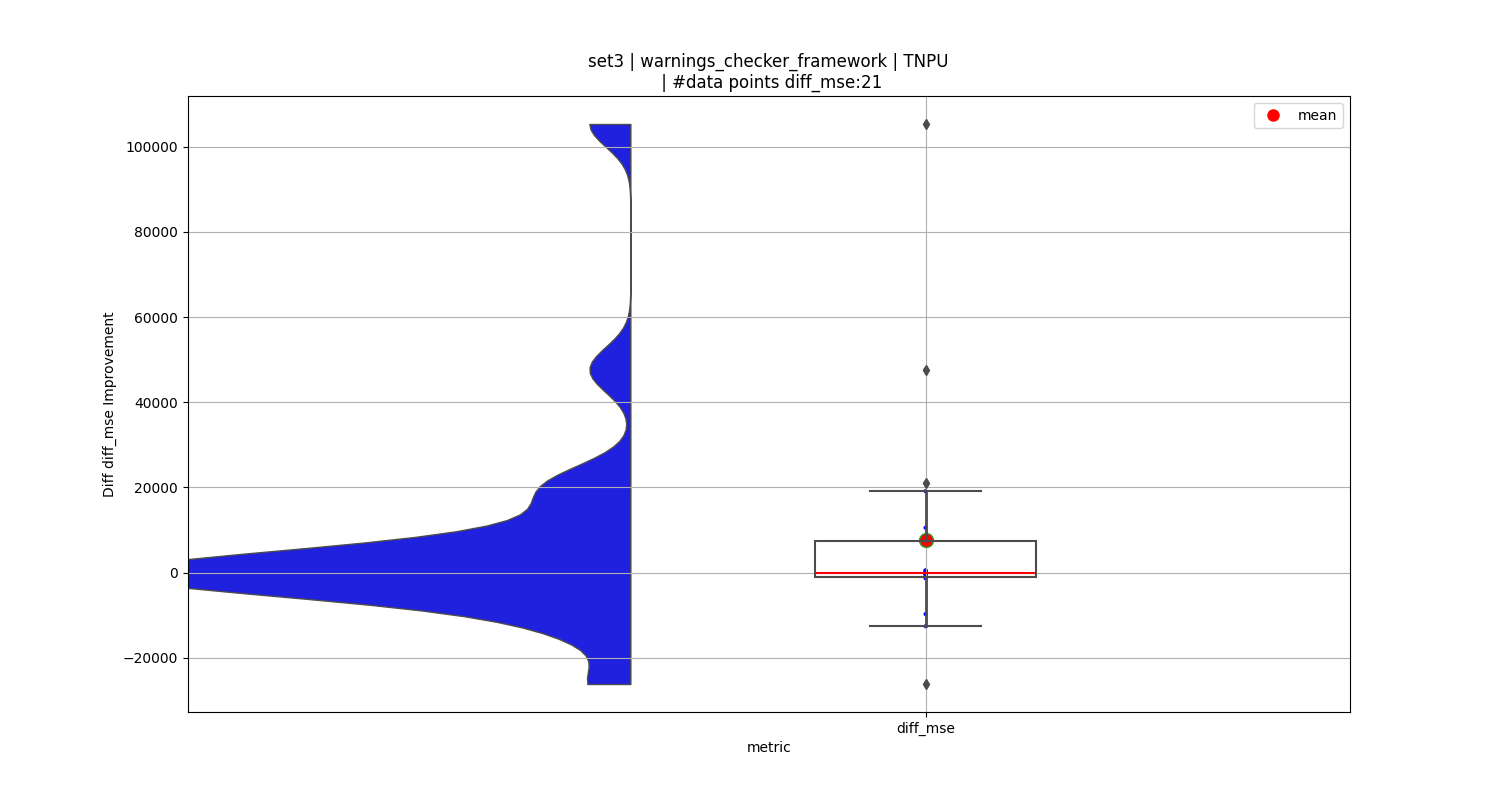 set3 | warnings_checker_framework | TNPU
| #data points diff_mse:21
mean
100000
80000
60000
40000
20000
0
−20000
Diff diff_mse Improvement
diff_mse
metric